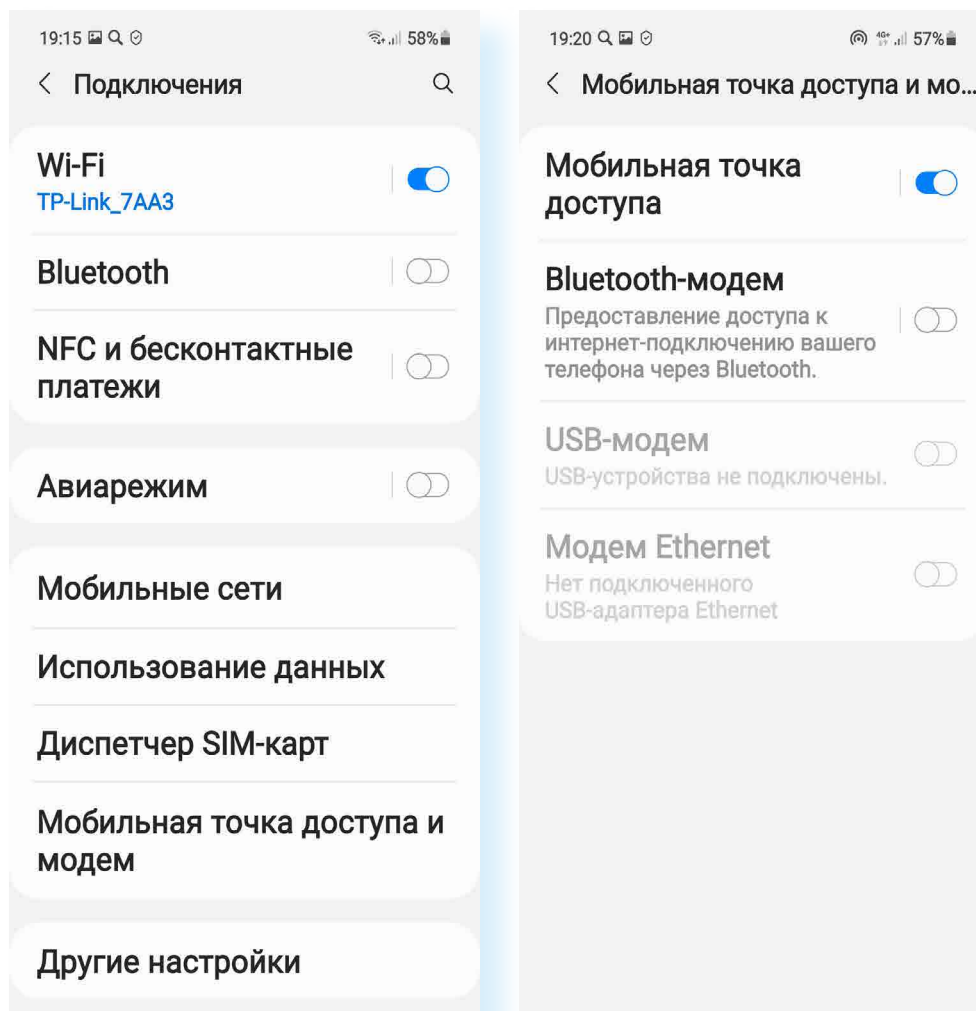 19:15
58%
Подключения
Wi-Fi
TP-Link_7AA3
Bluetooth
NFC и бесконтактные
платежи
Авиарежим
Мобильные сети
Использование данных
Диспетчер SIM-карт
Мобильная точка доступа и
модем
Другие настройки
19:20
4G+
57%
Мобильная точка доступа и мо...
Мобильная точка
доступа
Bluetooth-модем
Предоставление доступа к
интернет-подключению вашего
телефона через Bluetooth.
USB-модем
USB-устройства не подключены.
Модем Ethernet
Нет подключенного
USB-адаптера Ethernet